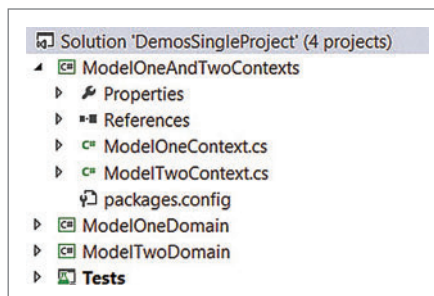 Solution 'DemosSingleProject' (4 projects)
ModelOneAndTwoContexts
Properties
References
ModelOneContext.cs
ModelTwoContext.cs
packages.config
ModelOneDomain
ModelTwoDomain
Tests